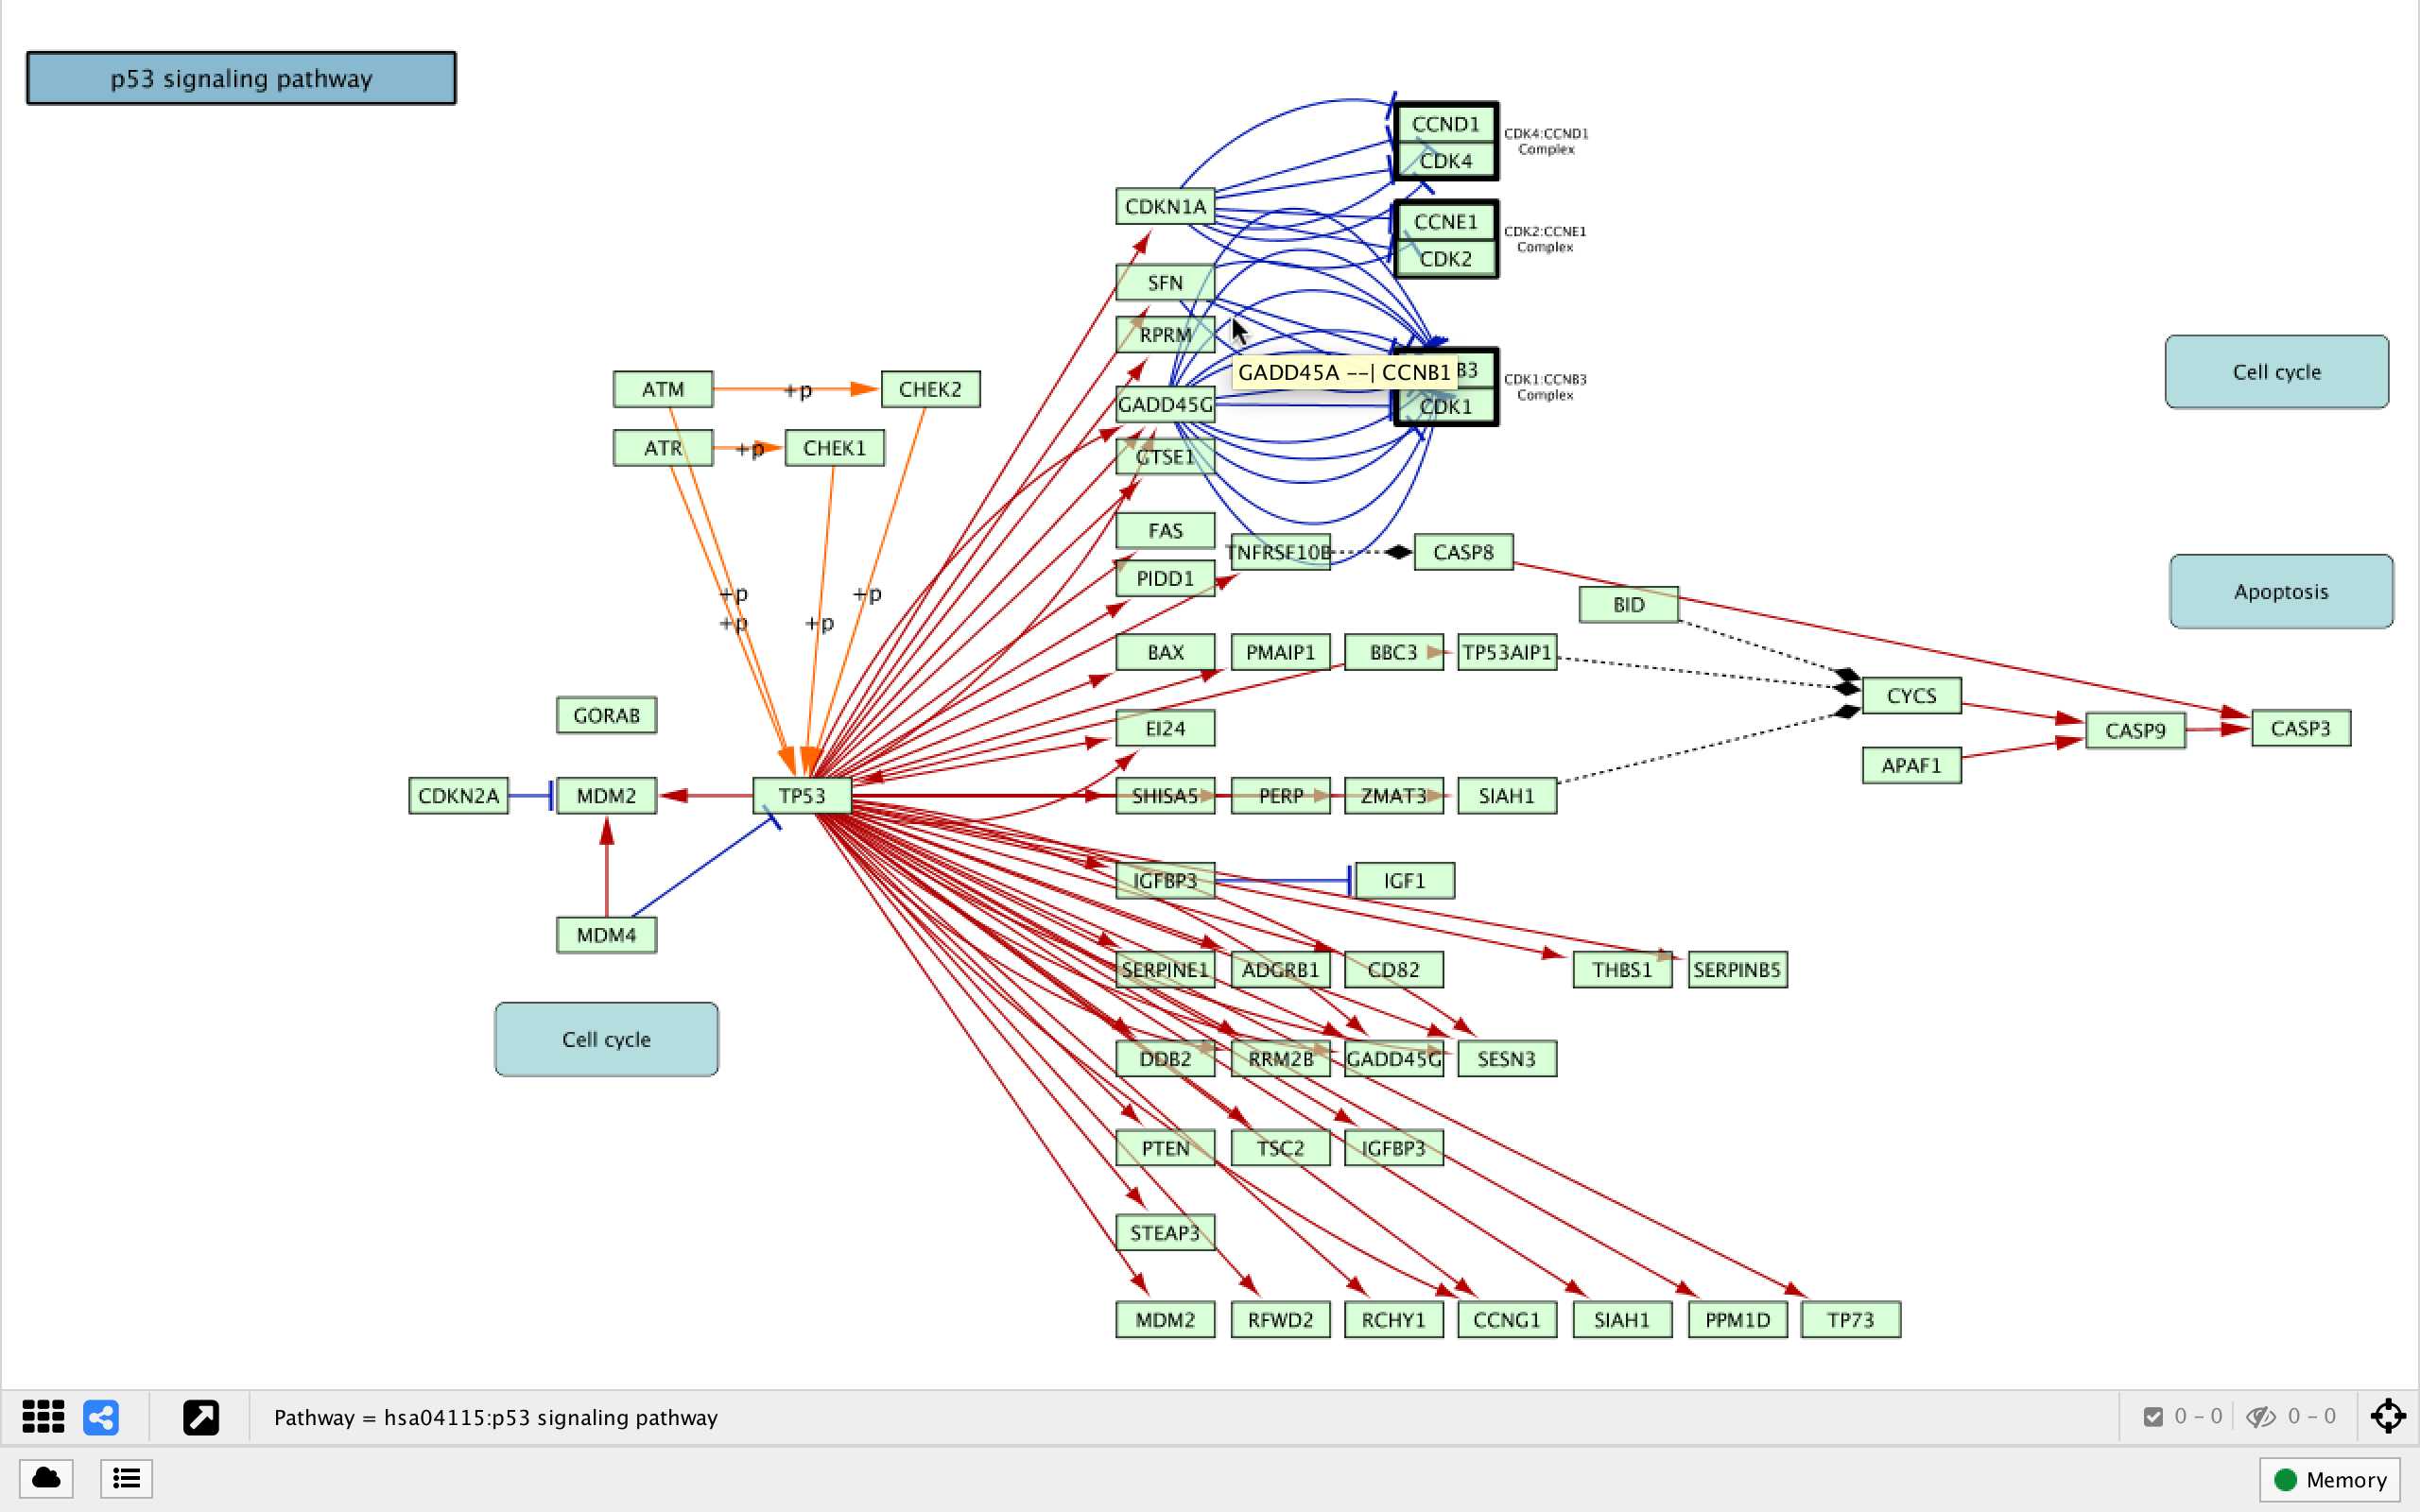 p53 signaling pathway
CCND1
CDK4
CDK4:CCND1
Complex
CDKN1A
CCNE1
CDK2
CDK2:CCNE1
Complex
SFN
RPRM
GADD45A --| CCNB1
B3
CDK1
CDK1:CCNB3
Complex
Cell cycle
ATM
+p
CHEK2
GADD45G
ATR
+p
CHEK1
GTSE1
FAS
TNFRSF10B
CASP8
PIDD1
Apoptosis
BID
+p
+p
+p
+p
BAX
PMAIP1
BBC3
TP53AIP1
CYCS
GORAB
EI24
CASP9
CASP3
APAF1
CDKN2A
MDM2
TP53
SHISA5
PERP
ZMAT3
SIAH1
IGFBP3
IGF1
MDM4
SERPINE1
ADGRB1
CD82
THBS1
SERPINB5
Cell cycle
DDB2
RRM2B
GADD45G
SESN3
PTEN
TSC2
IGFBP3
STEAP3
MDM2
RFWD2
RCHY1
CCNG1
SIAH1
PPM1D
TP73
Pathway = hsa04115:p53 signaling pathway
0 – 0
0 – 0
Memory